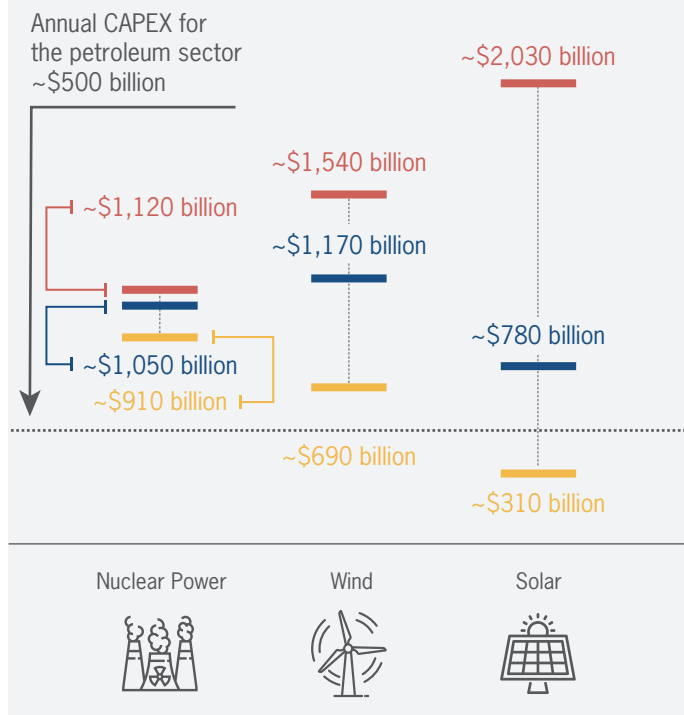 Annual CAPEX for
the petroleum sector
~$500 billion
~$2,030 billion
~$1,540 billion
~$1,120 billion
~$1,170 billion
~$780 billion
~$1,050 billion
~$910 billion
~$690 billion
~$310 billion
Nuclear Power
Wind
Solar